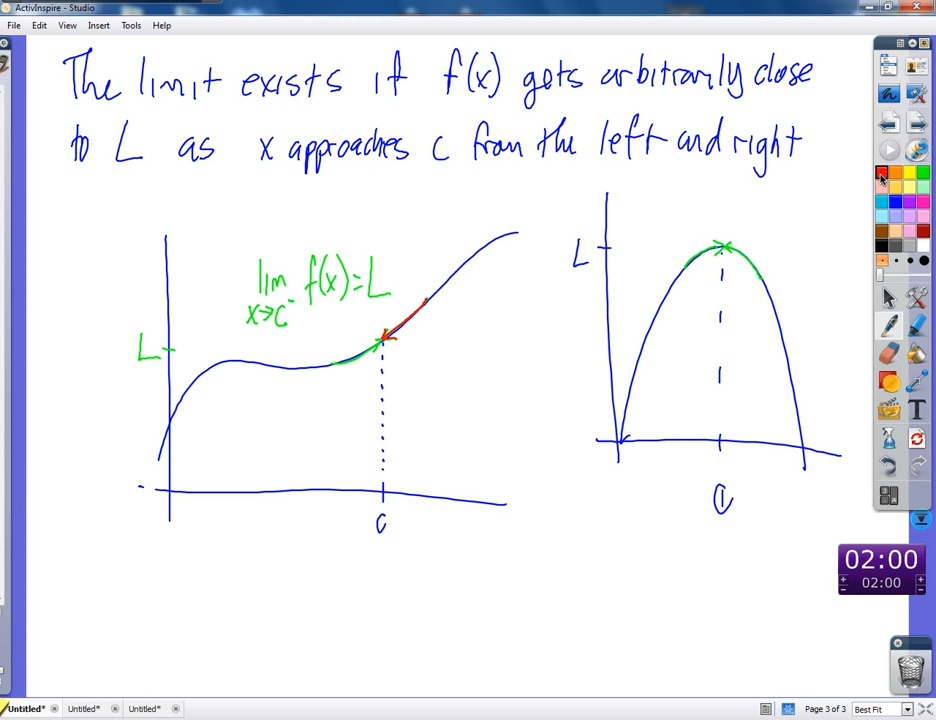 ActivInspire - Studio
File Edit View Insert Tools Help
The limit exists if f(x) gets arbitrarily close
to L as x approaches c from the left and right
lim f(x)=L
x→c⁻
L
c
L
c
02:00
02:00
Untitled* Untitled* Untitled* Page 3 of 3 Best Fit